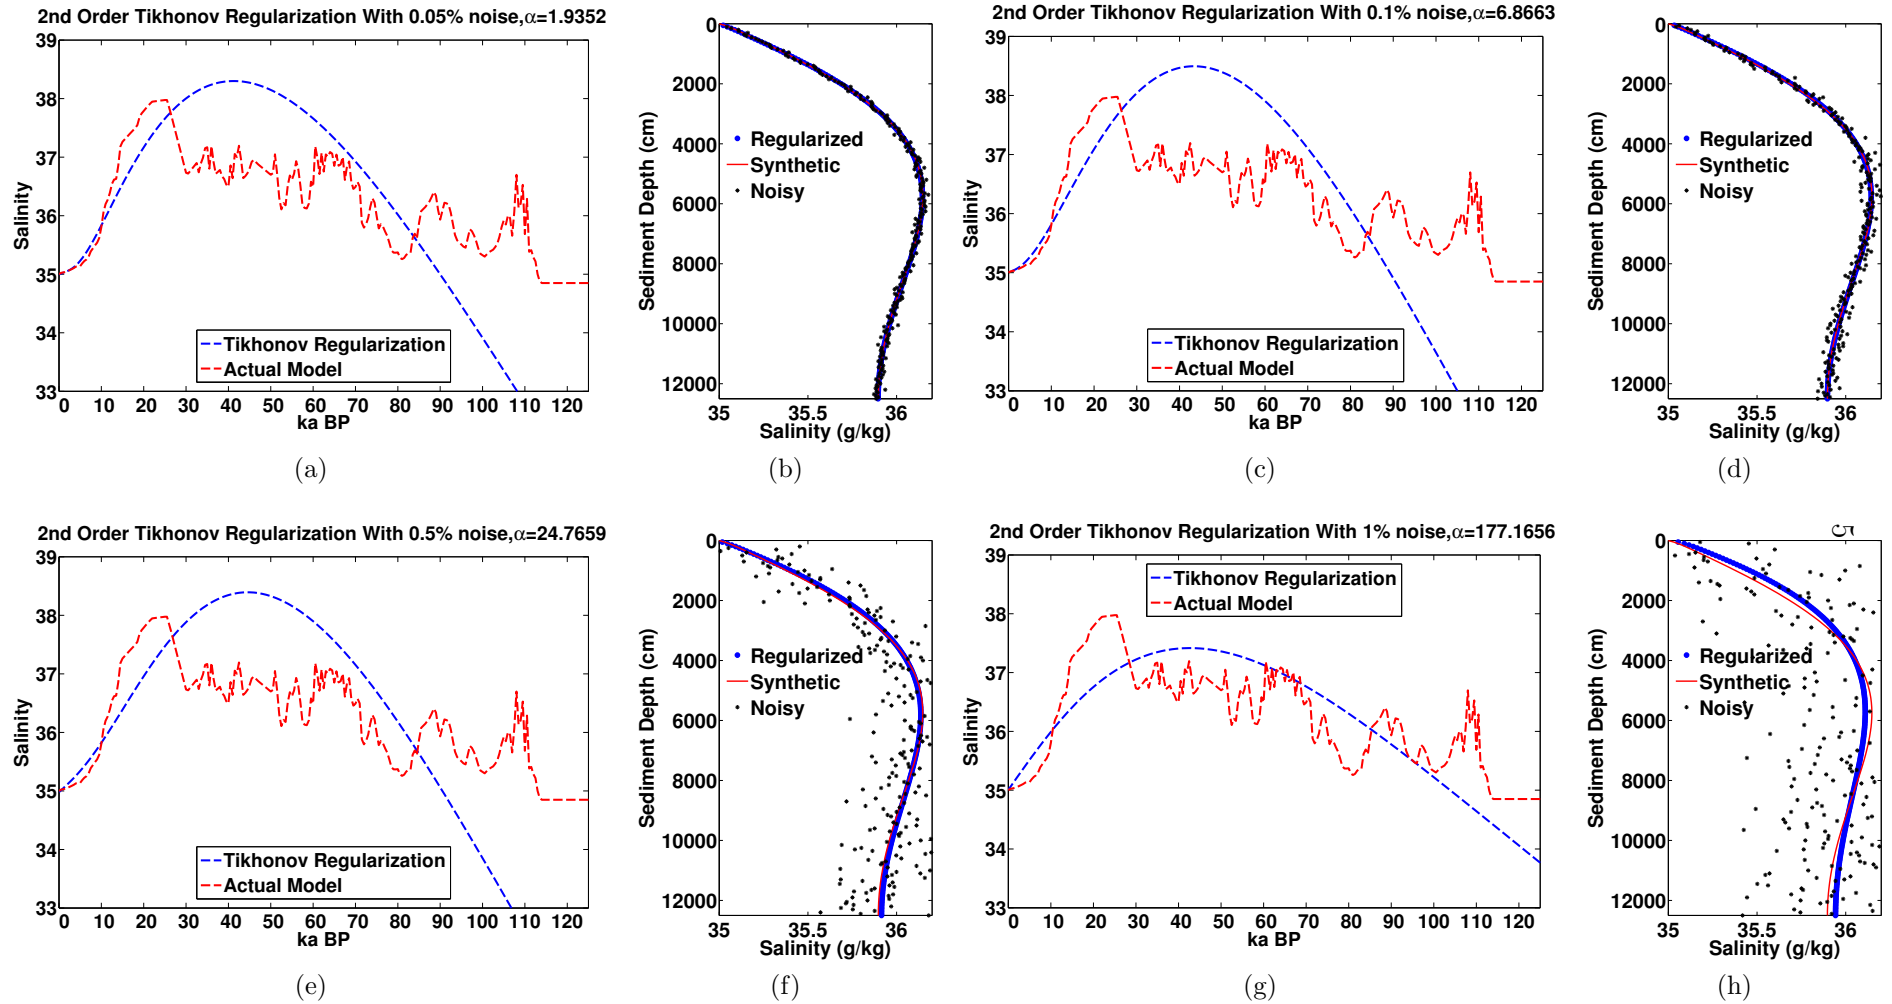 2nd Order Tikhonov Regularization With 0.05% noise,α=1.9352
39
38
37
36
35
34
33
Salinity
Tikhonov Regularization
Actual Model
0 10 20 30 40 50 60 70 80 90 100 110 120
ka BP
(a)
0
2000
4000
6000
8000
10000
12000
Sediment Depth (cm)
Regularized
Synthetic
Noisy
35 35.5 36
Salinity (g/kg)
(b)
2nd Order Tikhonov Regularization With 0.1% noise,α=6.8663
39
38
37
36
35
34
33
Salinity
Tikhonov Regularization
Actual Model
0 10 20 30 40 50 60 70 80 90 100 110 120
ka BP
(c)
0
2000
4000
6000
8000
10000
12000
Sediment Depth (cm)
Regularized
Synthetic
Noisy
35 35.5 36
Salinity (g/kg)
(d)
2nd Order Tikhonov Regularization With 0.5% noise,α=24.7659
39
38
37
36
35
34
33
Salinity
Tikhonov Regularization
Actual Model
0 10 20 30 40 50 60 70 80 90 100 110 120
ka BP
(e)
0
2000
4000
6000
8000
10000
12000
Sediment Depth (cm)
Regularized
Synthetic
Noisy
35 35.5 36
Salinity (g/kg)
(f)
2nd Order Tikhonov Regularization With 1% noise,α=177.1656
39
38
37
36
35
34
33
Salinity
Tikhonov Regularization
Actual Model
0 10 20 30 40 50 60 70 80 90 100 110 120
ka BP
(g)
5
0
2000
4000
6000
8000
10000
12000
Sediment Depth (cm)
Regularized
Synthetic
Noisy
35 35.5 36
Salinity (g/kg)
(h)